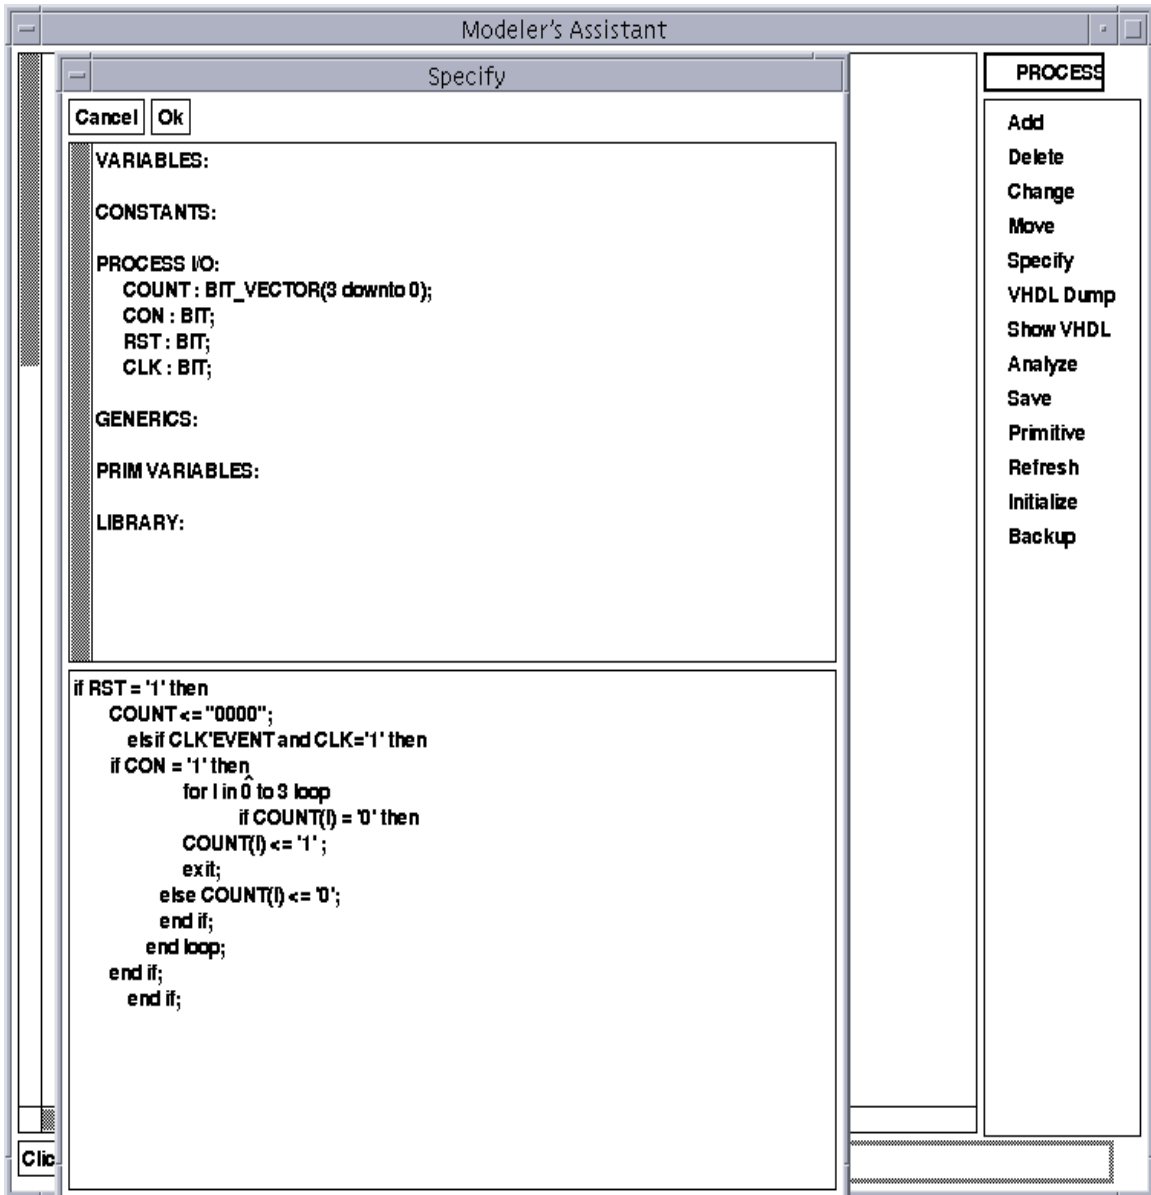 Modeler's Assistant
Specify
Cancel Ok
VARIABLES:
CONSTANTS:
PROCESS I/O:
COUNT : BIT_VECTOR(3 downto 0);
CON : BIT;
RST : BIT;
CLK : BIT;
GENERICS:
PRIM VARIABLES:
LIBRARY:
if RST = '1' then
COUNT <= "0000";
elsif CLK'EVENT and CLK='1' then
if CON = '1' then
for I in 0 to 3 loop
if COUNT(I) = '0' then
COUNT(I) <= '1' ;
exit;
else COUNT(I) <= '0';
end if;
end loop;
end if;
end if;
PROCESS
Add
Delete
Change
Move
Specify
VHDL Dump
Show VHDL
Analyze
Save
Primitive
Refresh
Initialize
Backup
Clic